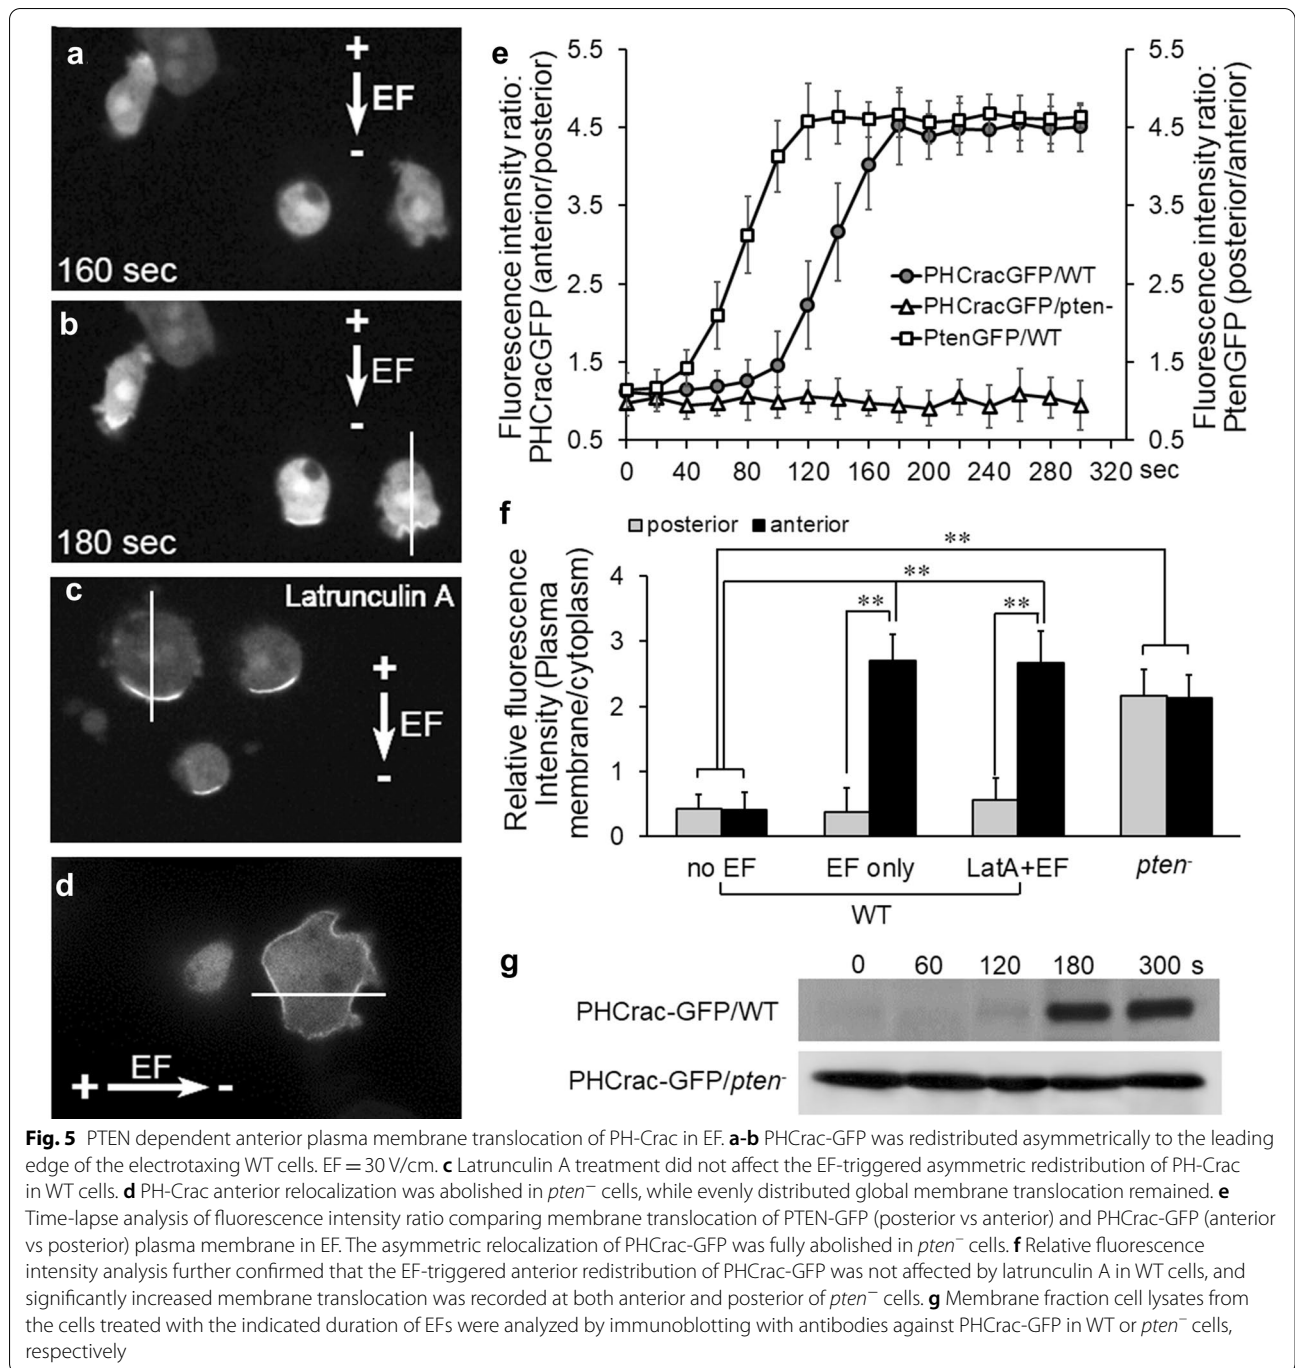 a
+
EF
-
160 sec
b
+
EF
-
180 sec
c
Latrunculin A
+
EF
-
d
EF
+ -
e
Fluorescence intensity ratio:
PHCracGFP (anterior/posterior)
5.5
4.5
3.5
2.5
1.5
0.5
PHCracGFP/WT
PHCracGFP/pten-
PtenGFP/WT
5.5
4.5
3.5
2.5
1.5
0.5
Fluorescence intensity ratio:
PtenGFP (posterior/anterior)
0 40 80 120 160 200 240 280 320 sec
f
posterior anterior
Relative fluorescence
Intensity (Plasma
membrane/cytoplasm)
4
3
2
1
0
**
**
** **
no EF EF only LatA+EF pten-
WT
g
0 60 120 180 300 s
PHCrac-GFP/WT
PHCrac-GFP/pten-
Fig. 5 PTEN dependent anterior plasma membrane translocation of PH-Crac in EF. a-b PHCrac-GFP was redistributed asymmetrically to the leading
edge of the electrotaxing WT cells. EF = 30 V/cm. c Latrunculin A treatment did not affect the EF-triggered asymmetric redistribution of PH-Crac
in WT cells. d PH-Crac anterior relocalization was abolished in pten− cells, while evenly distributed global membrane translocation remained. e
Time-lapse analysis of fluorescence intensity ratio comparing membrane translocation of PTEN-GFP (posterior vs anterior) and PHCrac-GFP (anterior
vs posterior) plasma membrane in EF. The asymmetric relocalization of PHCrac-GFP was fully abolished in pten− cells. f Relative fluorescence
intensity analysis further confirmed that the EF-triggered anterior redistribution of PHCrac-GFP was not affected by latrunculin A in WT cells, and
significantly increased membrane translocation was recorded at both anterior and posterior of pten− cells. g Membrane fraction cell lysates from
the cells treated with the indicated duration of EFs were analyzed by immunoblotting with antibodies against PHCrac-GFP in WT or pten− cells,
respectively